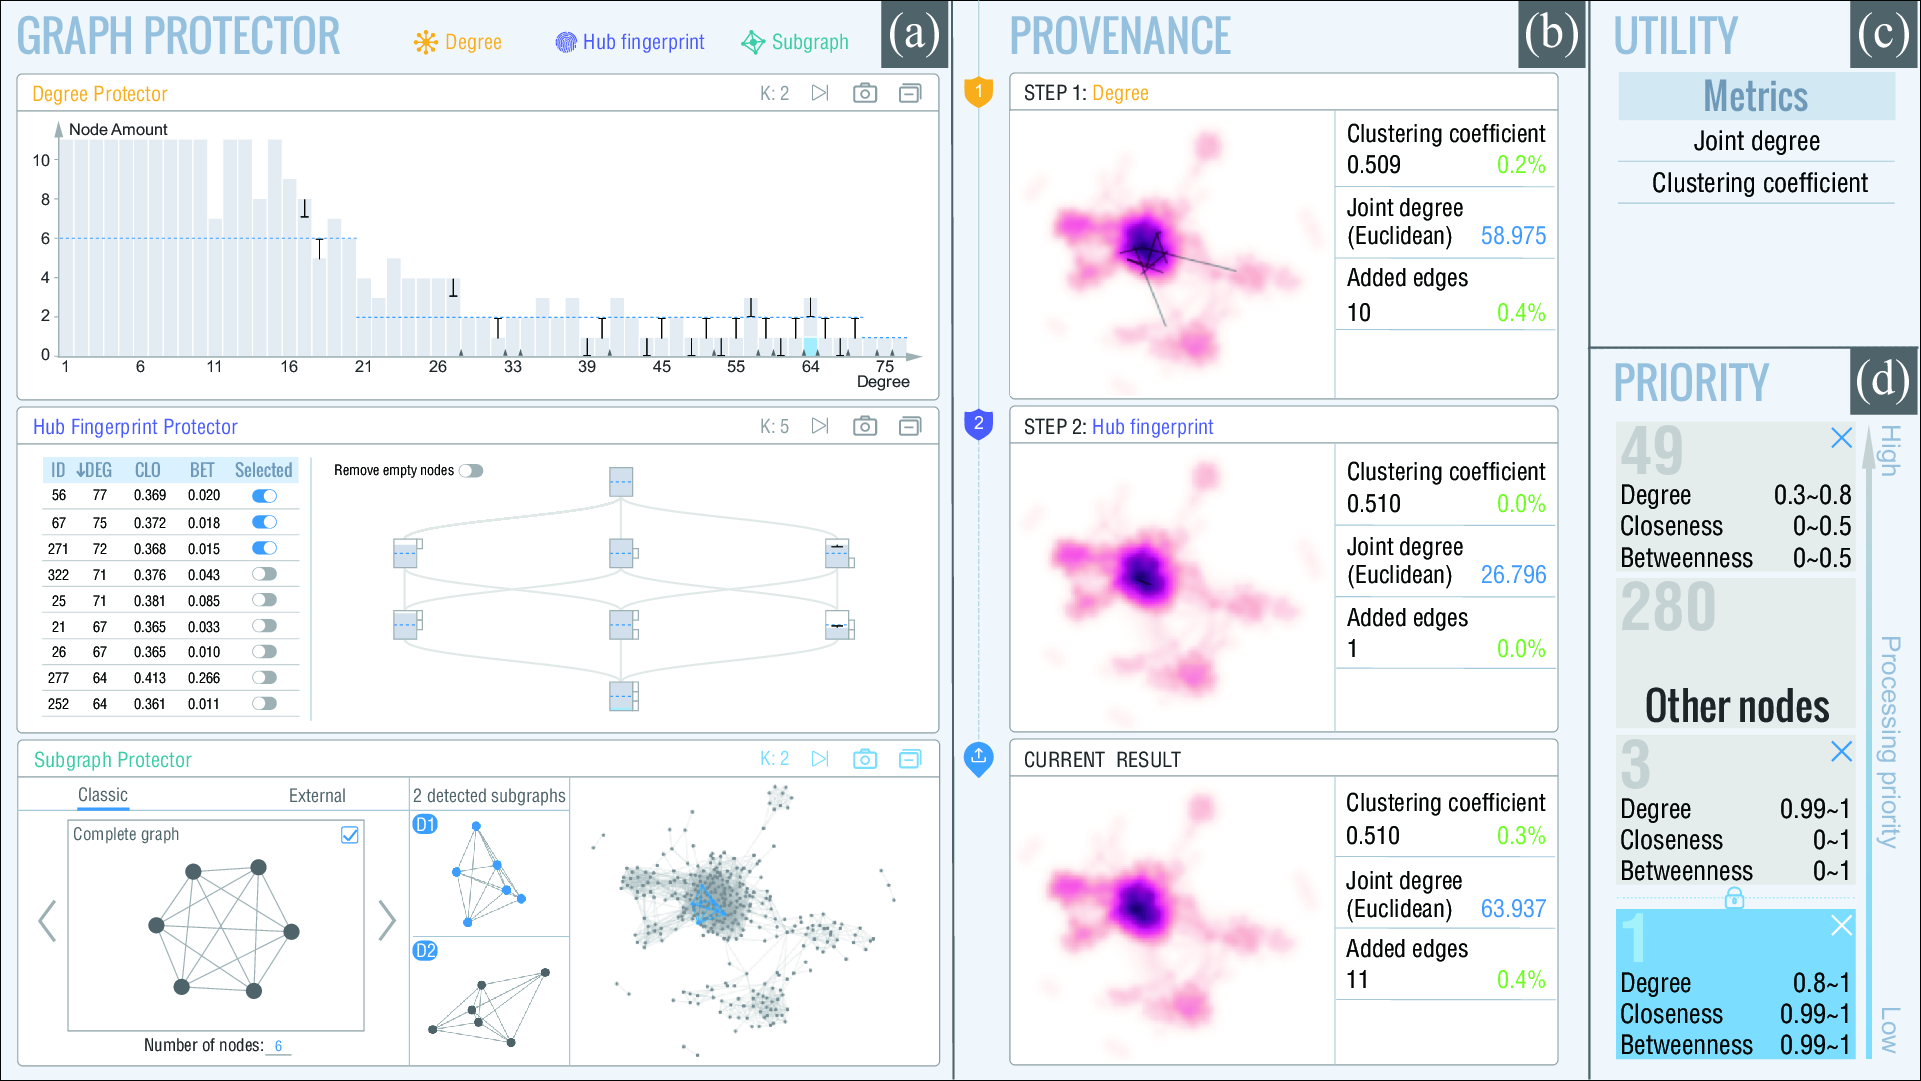 GRAPH PROTECTOR
Degree
Hub fingerprint
Subgraph
(a)
Degree Protector
K: 2
Node Amount
10
8
6
4
2
0
1 6 11 16 21 26 33 39 45 55 64 75
Degree
Hub Fingerprint Protector
K: 5
ID ↓DEG CLO BET Selected
56 77 0.369 0.020
67 75 0.372 0.018
271 72 0.368 0.015
322 71 0.376 0.043
25 71 0.381 0.085
21 67 0.365 0.033
26 67 0.365 0.010
277 64 0.413 0.266
252 64 0.361 0.011
Remove empty nodes
Subgraph Protector
K: 2
Classic
External
Complete graph
Number of nodes: 6
2 detected subgraphs
D1
D2
PROVENANCE
(b)
1
STEP 1: Degree
Clustering coefficient
0.509 0.2%
Joint degree
(Euclidean) 58.975
Added edges
10 0.4%
2
STEP 2: Hub fingerprint
Clustering coefficient
0.510 0.0%
Joint degree
(Euclidean) 26.796
Added edges
1 0.0%
CURRENT RESULT
Clustering coefficient
0.510 0.3%
Joint degree
(Euclidean) 63.937
Added edges
11 0.4%
UTILITY
(c)
Metrics
Joint degree
Clustering coefficient
PRIORITY
(d)
49
Degree 0.3~0.8
Closeness 0~0.5
Betweenness 0~0.5
280
Other nodes
3
Degree 0.99~1
Closeness 0~1
Betweenness 0~1
1
Degree 0.8~1
Closeness 0.99~1
Betweenness 0.99~1
High
Processing priority
Low